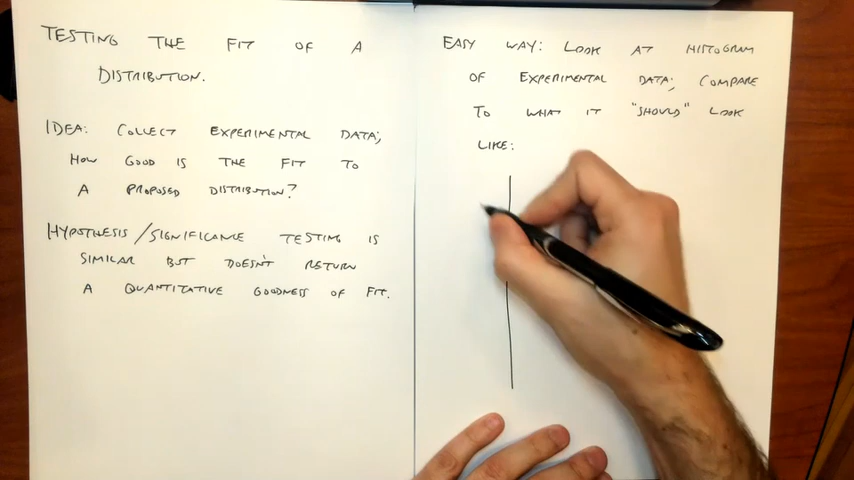 TESTING THE FIT OF A
DISTRIBUTION.
IDEA: COLLECT EXPERIMENTAL DATA;
HOW GOOD IS THE FIT TO
A PROPOSED DISTRIBUTION?
HYPOTHESIS/SIGNIFICANCE TESTING IS
SIMILAR BUT DOESN'T RETURN
A QUANTITATIVE GOODNESS OF FIT.
EASY WAY: LOOK AT HISTOGRAM
OF EXPERIMENTAL DATA; COMPARE
TO WHAT IT "SHOULD" LOOK
LIKE: